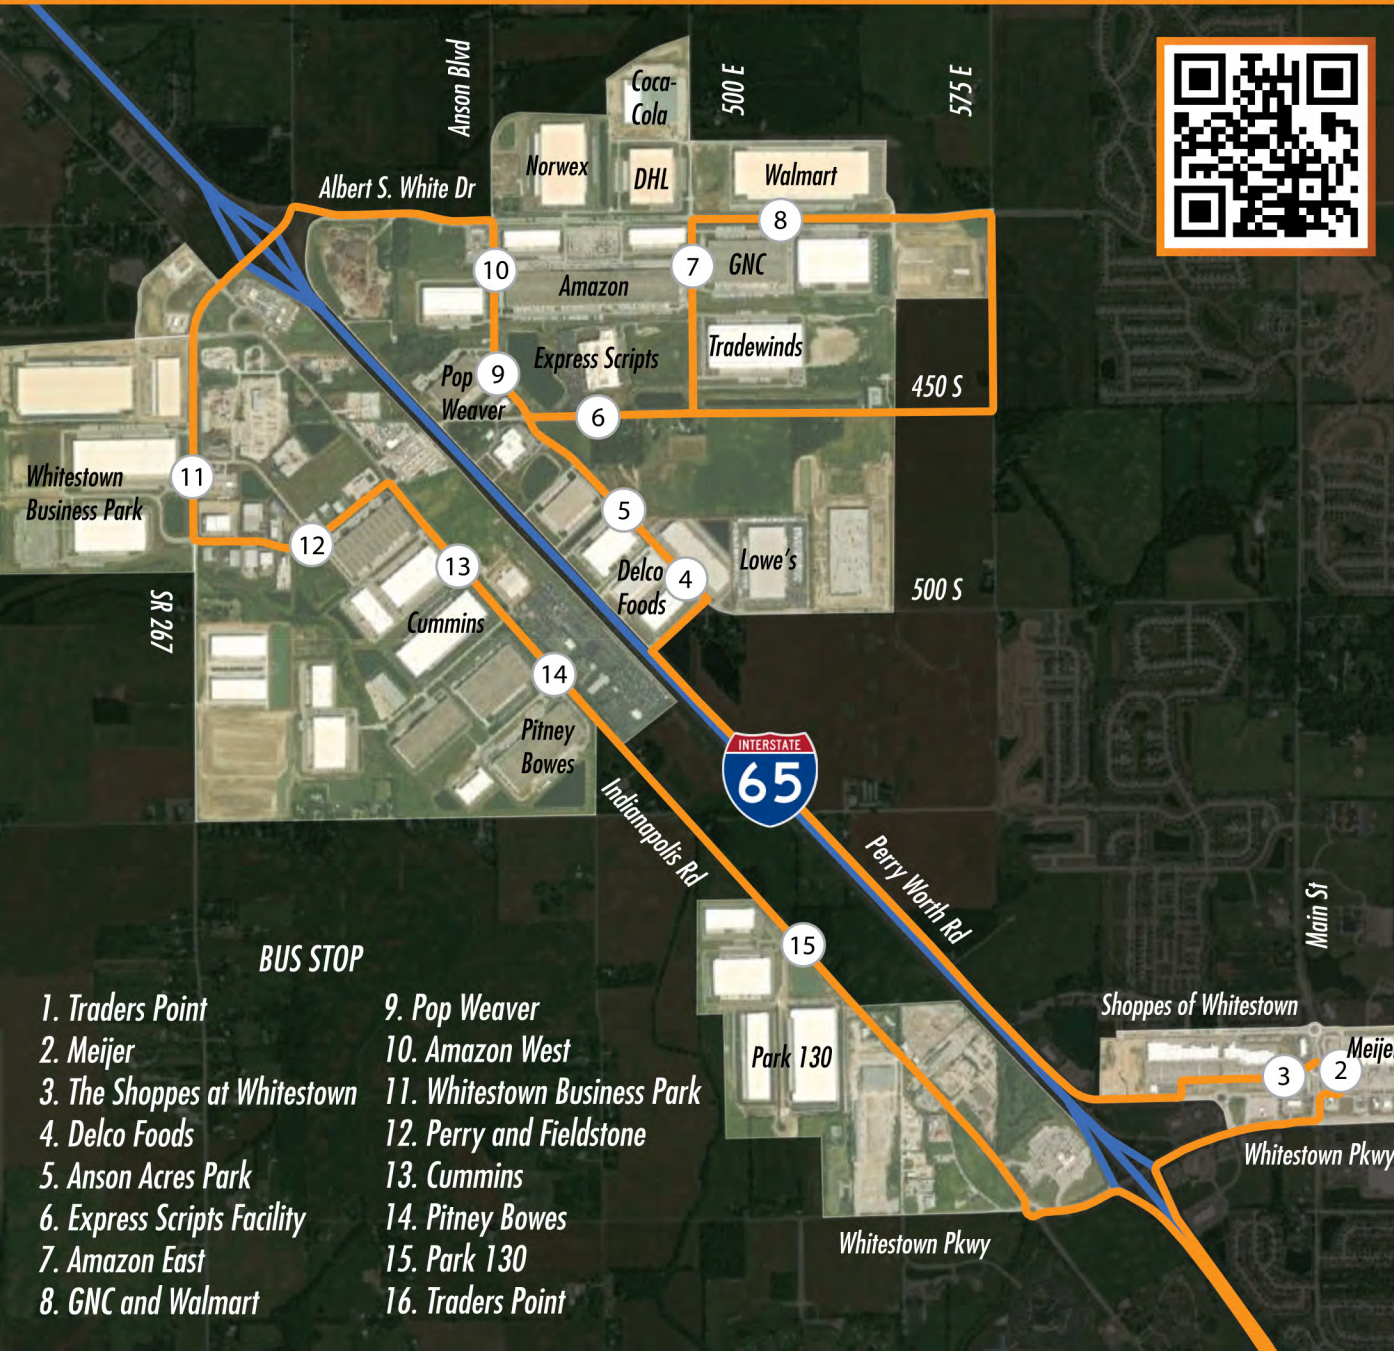 Anson Blvd
500 E
575 E
Coca-
Cola
Norwex
DHL
Walmart
Albert S. White Dr
8
10
7
GNC
Amazon
Tradewinds
Express Scripts
Pop
Weaver
9
450 S
6
Whitestown
Business Park
11
5
12
13
Delco
Foods
4
Lowe's
500 S
SR 267
Cummins
14
Pitney
Bowes
INTERSTATE
65
Indianapolis Rd
Perry Worth Rd
Main St
15
Shoppes of Whitestown
Park 130
3
2
Meije
Whitestown Pkwy
Whitestown Pkwy
BUS STOP
1. Traders Point
2. Meijer
3. The Shoppes at Whitestown
4. Delco Foods
5. Anson Acres Park
6. Express Scripts Facility
7. Amazon East
8. GNC and Walmart
9. Pop Weaver
10. Amazon West
11. Whitestown Business Park
12. Perry and Fieldstone
13. Cummins
14. Pitney Bowes
15. Park 130
16. Traders Point